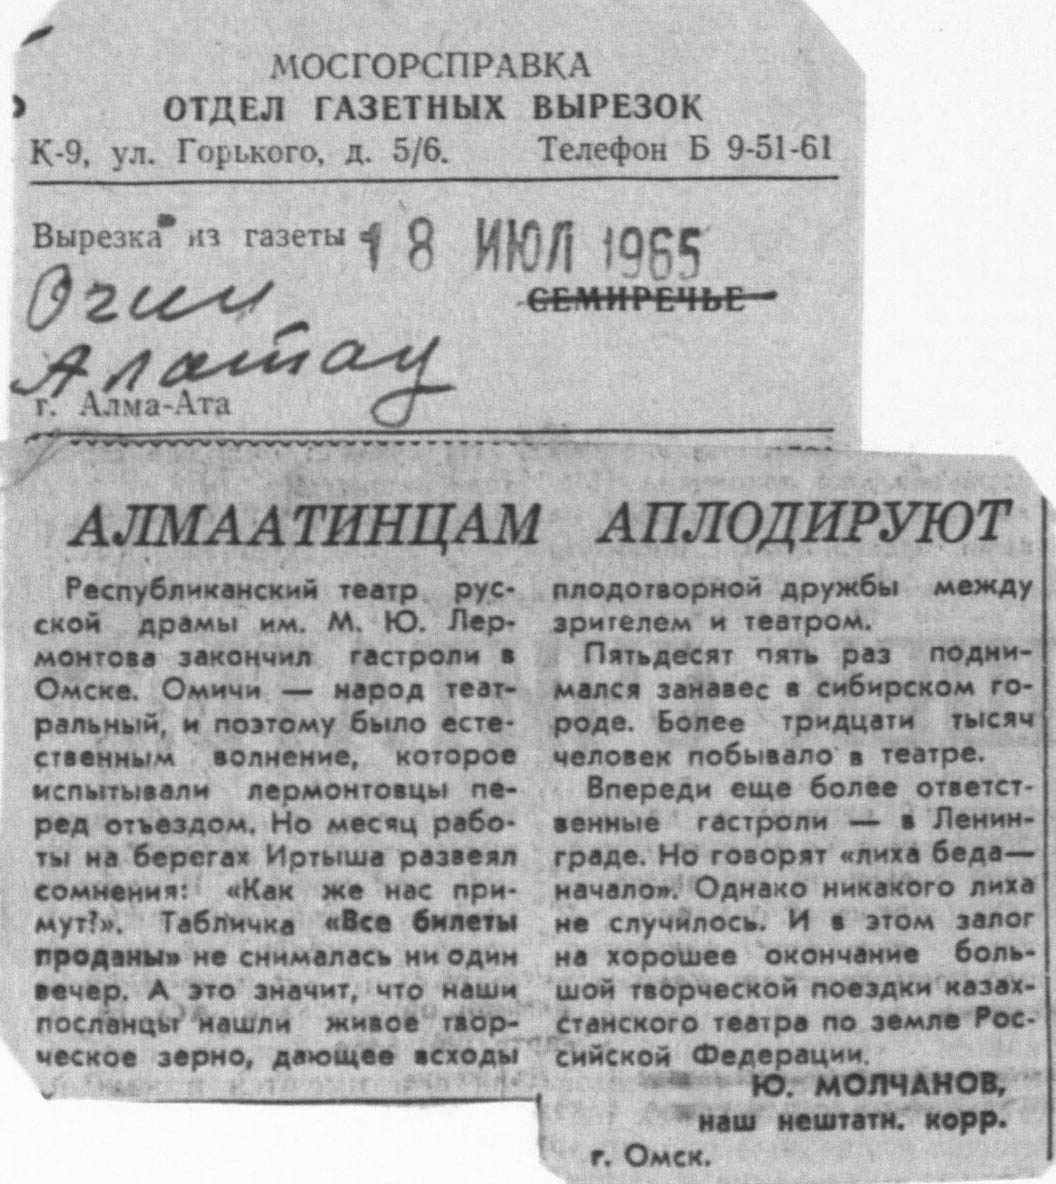 МОСГОРСПРАВКА
ОТДЕЛ ГАЗЕТНЫХ ВЫРЕЗОК
К-9, ул. Горького, д. 5/6. Телефон Б 9-51-61
Вырезка из газеты 18 ИЮЛ 1965
СЕМИРЕЧЬЕ
Огни
Алатау
г. Алма-Ата
АЛМААТИНЦАМ АПЛОДИРУЮТ
Республиканский театр рус-
ской драмы им. М. Ю. Лер-
монтова закончил гастроли в
Омске. Омичи — народ теат-
ральный, и поэтому было есте-
ственным волнение, которое
испытывали лермонтовцы пе-
ред отъездом. Но месяц рабо-
ты на берегах Иртыша развеял
сомнения: «Как же нас при-
мут?». Табличка «Все билеты
проданы» не снималась ни один
вечер. А это значит, что наши
посланцы нашли живое твор-
ческое зерно, дающее всходы
плодотворной дружбы между
зрителем и театром.
Пятьдесят пять раз подни-
мался занавес в сибирском го-
роде. Более тридцати тысяч
человек побывало в театре.
Впереди еще более ответст-
венные гастроли — в Ленин-
граде. Но говорят «лиха беда—
начало». Однако никакого лиха
не случилось. И в этом залог
на хорошее окончание боль-
шой творческой поездки казах-
станского театра по земле Рос-
сийской Федерации.
Ю. МОЛЧАНОВ,
наш нештатн. корр.
г. Омск.